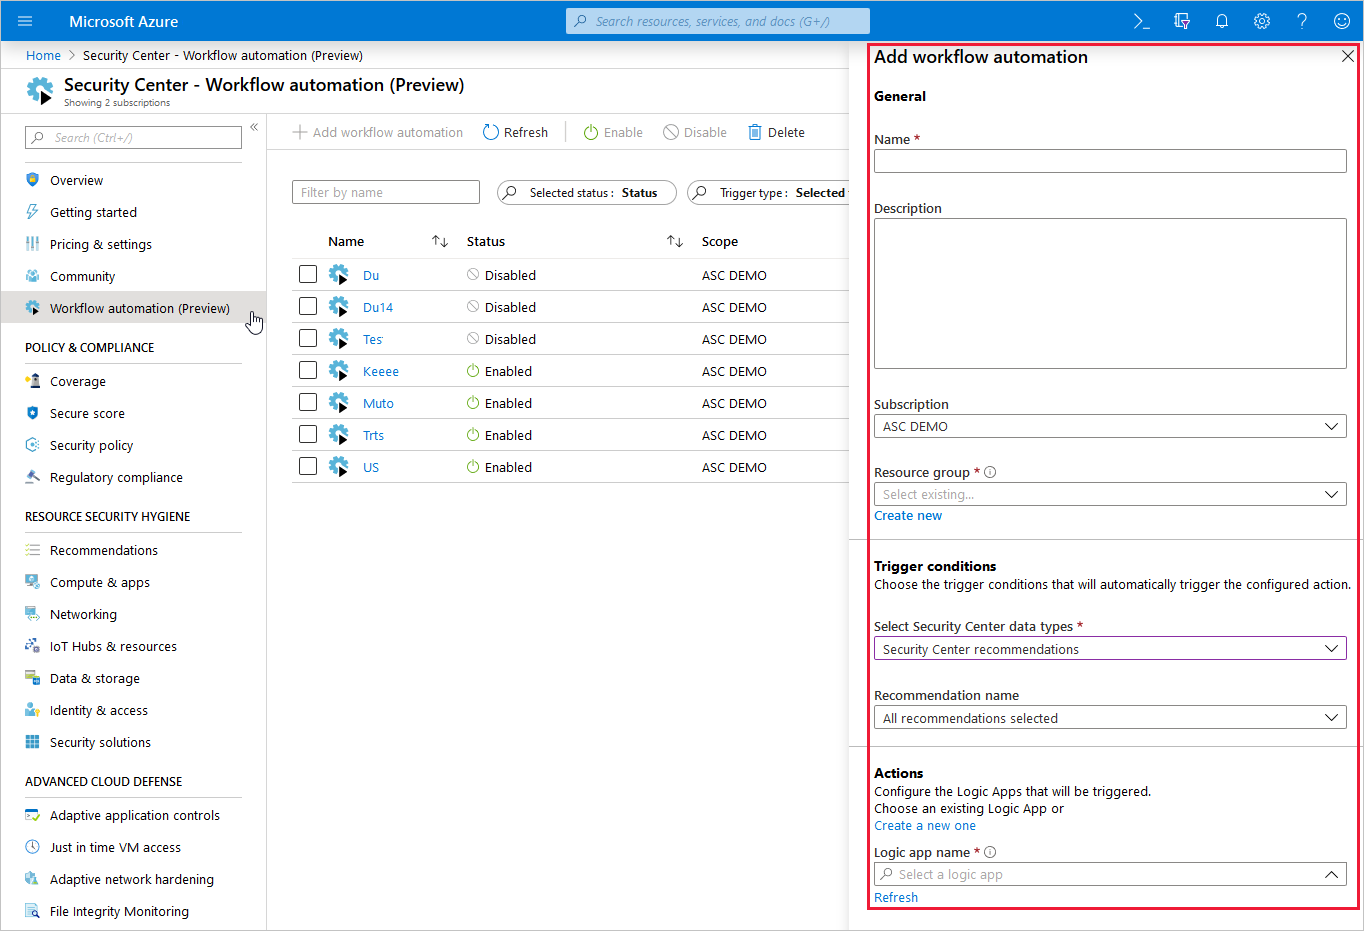 Microsoft Azure
Search resources, services, and docs (G+/)
Home > Security Center - Workflow automation (Preview)
Security Center - Workflow automation (Preview)
Showing 2 subscriptions
Search (Ctrl+/)
Overview
Getting started
Pricing & settings
Community
Workflow automation (Preview)
POLICY & COMPLIANCE
Coverage
Secure score
Security policy
Regulatory compliance
RESOURCE SECURITY HYGIENE
Recommendations
Compute & apps
Networking
IoT Hubs & resources
Data & storage
Identity & access
Security solutions
ADVANCED CLOUD DEFENSE
Adaptive application controls
Just in time VM access
Adaptive network hardening
File Integrity Monitoring
Add workflow automation Refresh Enable Disable Delete
Filter by name Selected status : Status Trigger type : Selected
Name Status Scope
Du Disabled ASC DEMO
Du14 Disabled ASC DEMO
Tes Disabled ASC DEMO
Keeee Enabled ASC DEMO
Muto Enabled ASC DEMO
Trts Enabled ASC DEMO
US Enabled ASC DEMO
Add workflow automation
General
Name *
Description
Subscription
ASC DEMO
Resource group *
Select existing...
Create new
Trigger conditions
Choose the trigger conditions that will automatically trigger the configured action.
Select Security Center data types *
Security Center recommendations
Recommendation name
All recommendations selected
Actions
Configure the Logic Apps that will be triggered.
Choose an existing Logic App or
Create a new one
Logic app name *
Select a logic app
Refresh